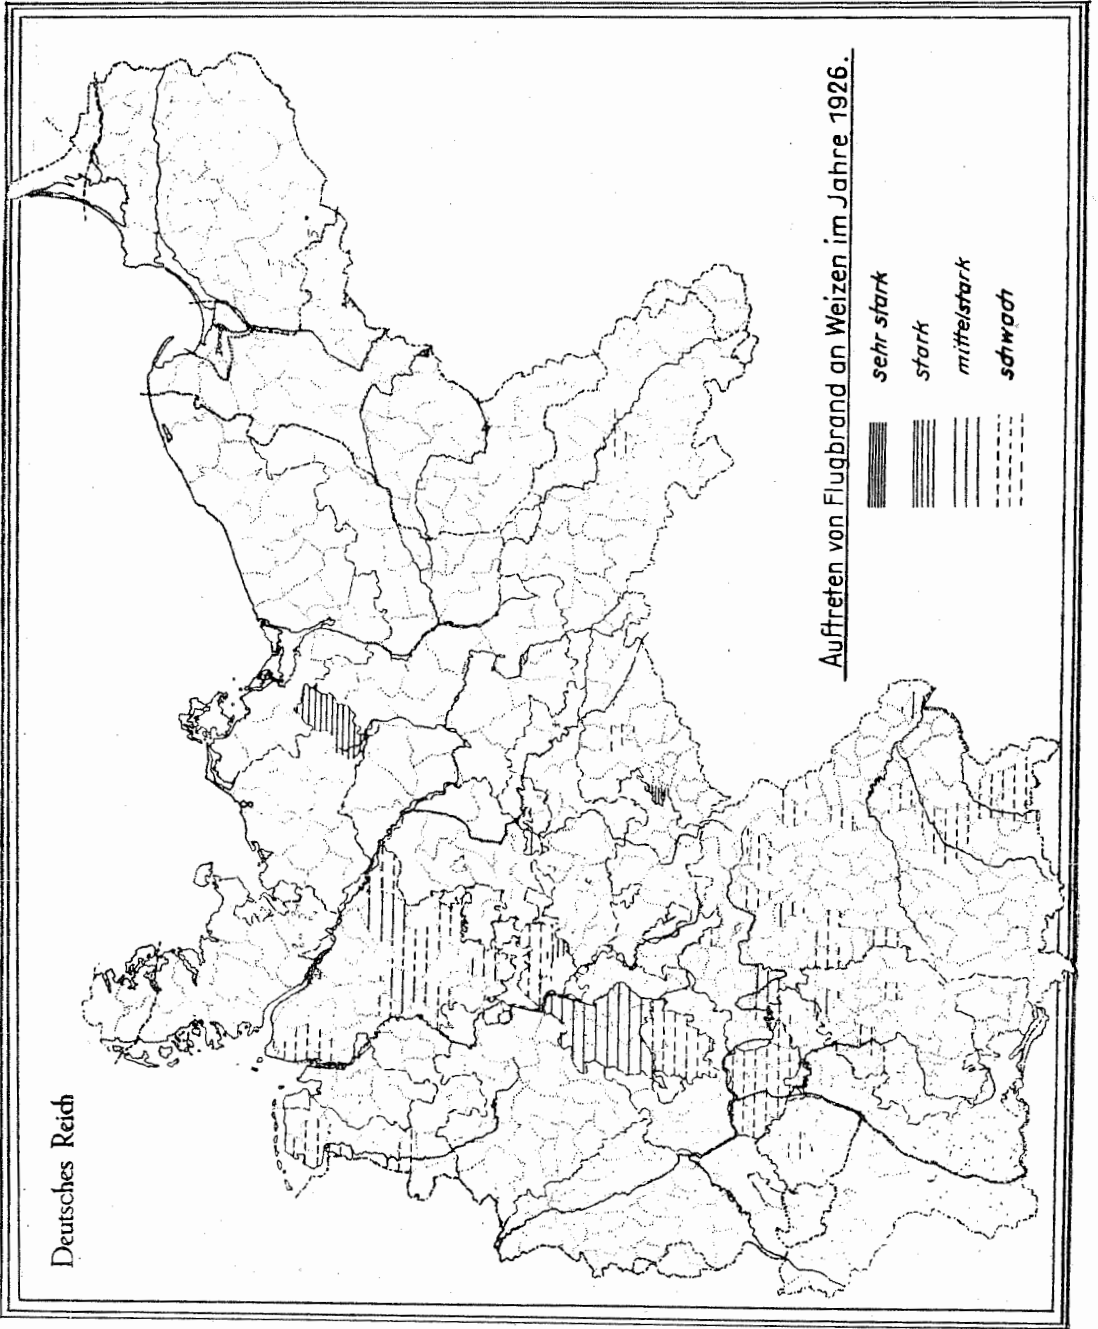 Deutsches Reich
Auftreten von Flugbrand an Weizen im Jahre 1926.
sehr stark
stark
mittelstark
schwach